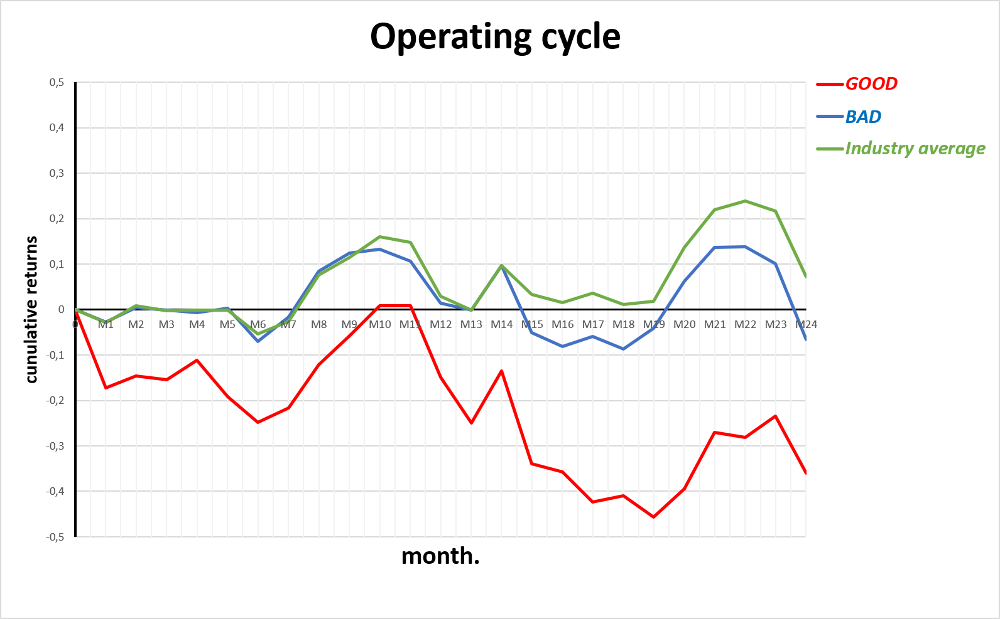 Operating cycle
GOOD
BAD
Industry average
0,5
0,4
0,3
0,2
0,1
0
-0,1
-0,2
-0,3
-0,4
-0,5
cunulative returns
0 M1 M2 M3 M4 M5 M6 M7 M8 M9 M10 M11 M12 M13 M14 M15 M16 M17 M18 M19 M20 M21 M22 M23 M24
month.